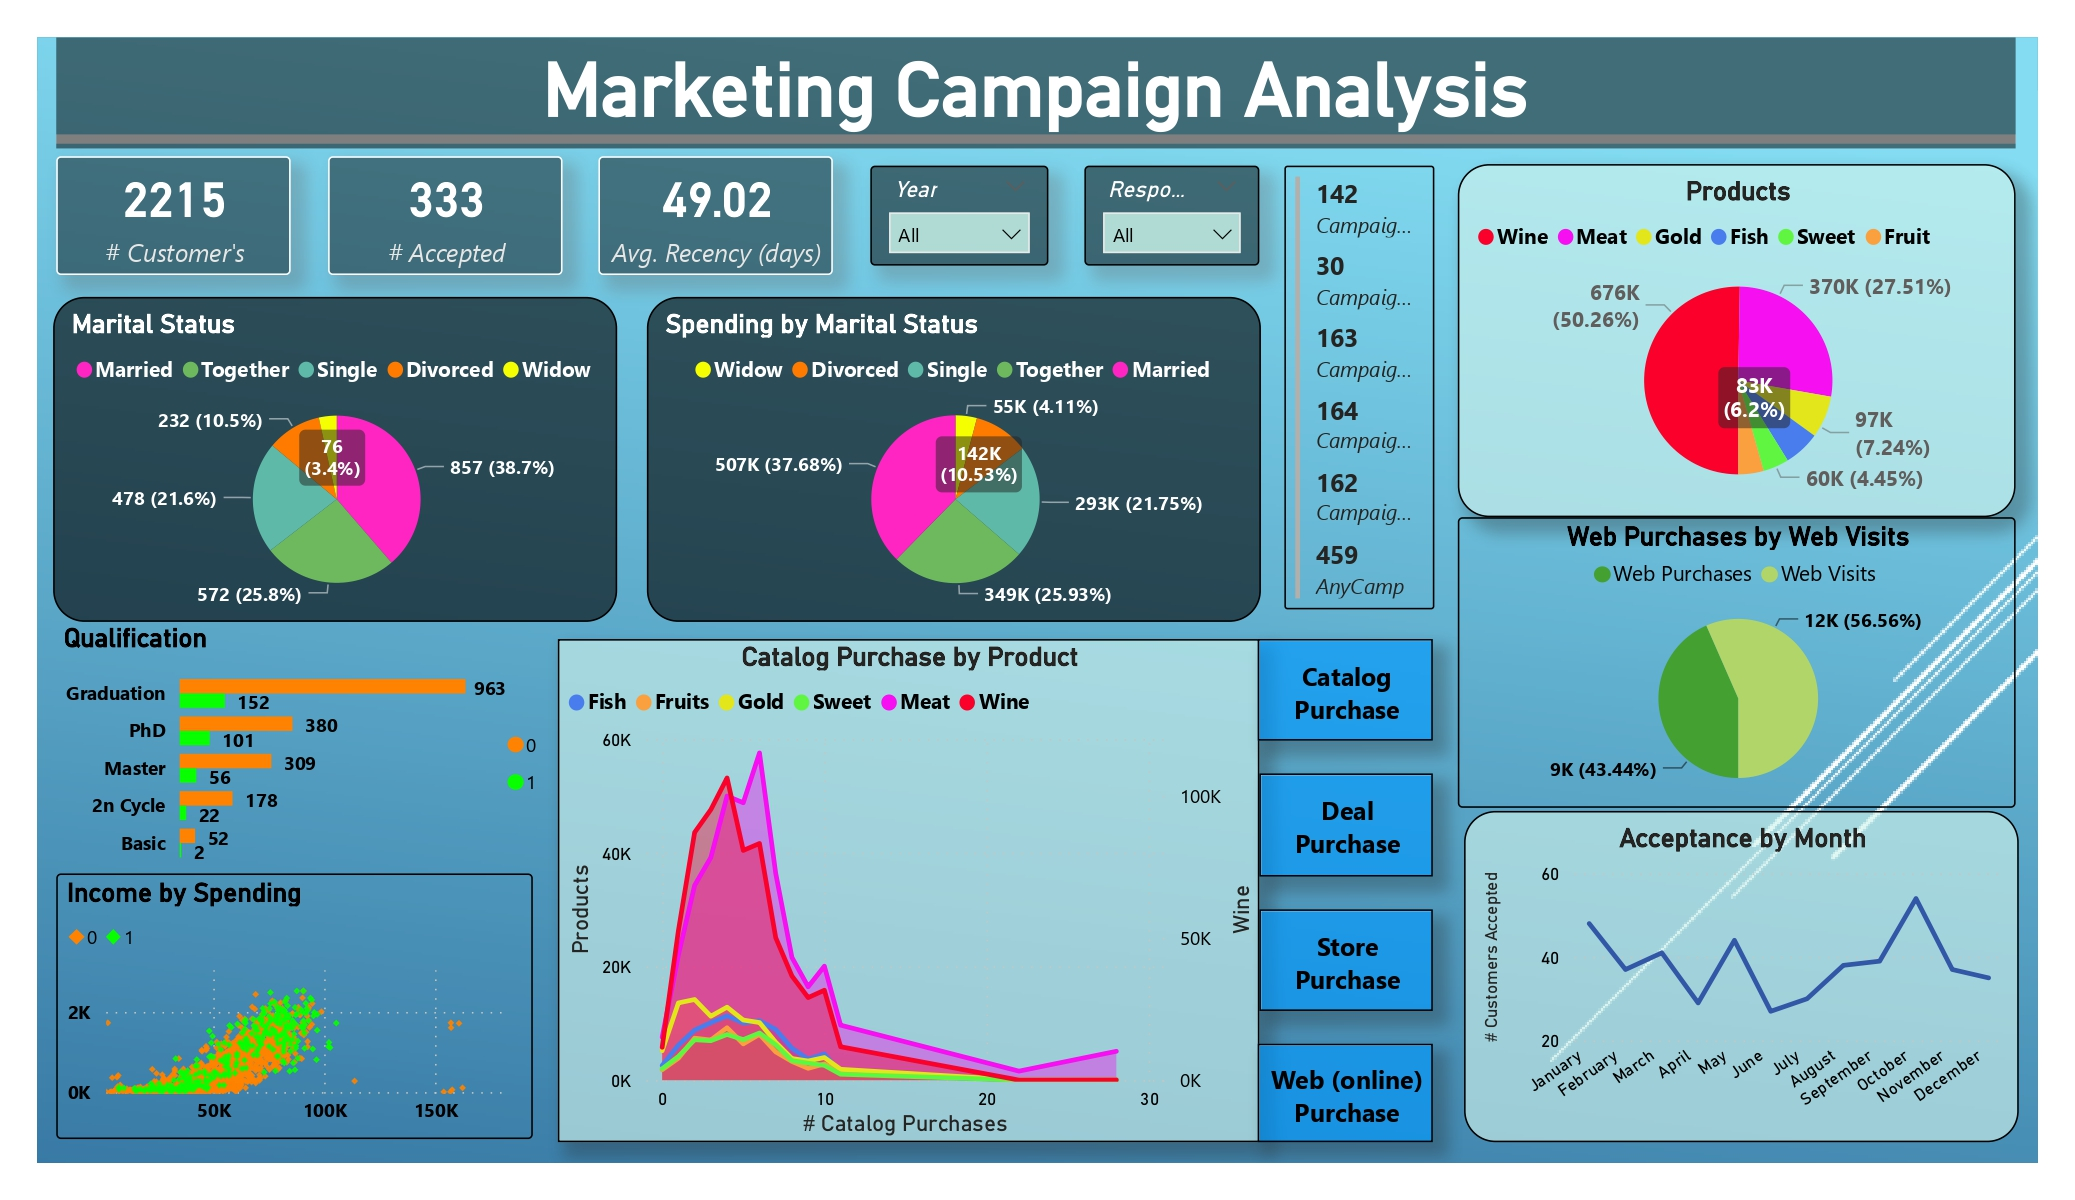 Marketing Campaign Analysis
2215
# Customer's
333
# Accepted
49.02
Avg. Recency (days)
Year
All
Respo...
All
142
Campaig...
30
Campaig...
163
Campaig...
164
Campaig...
162
Campaig...
459
AnyCamp
Products
Wine Meat Gold Fish Sweet Fruit
676K
(50.26%)
370K (27.51%)
83K
(6.2%)
97K
(7.24%)
60K (4.45%)
Marital Status
Married Together Single Divorced Widow
232 (10.5%)
76
(3.4%)
857 (38.7%)
478 (21.6%)
572 (25.8%)
Spending by Marital Status
Widow Divorced Single Together Married
55K (4.11%)
142K
(10.53%)
507K (37.68%)
293K (21.75%)
349K (25.93%)
Web Purchases by Web Visits
Web Purchases Web Visits
12K (56.56%)
9K (43.44%)
Qualification
Graduation 963
152
PhD 380
101
Master 309
56
2n Cycle 178
22
Basic 52
2
0
1
Income by Spending
0 1
2K
0K
50K 100K 150K
Catalog Purchase by Product
Fish Fruits Gold Sweet Meat Wine
60K
40K
20K
0K
Products
100K
50K
0K
Wine
0 10 20 30
# Catalog Purchases
Catalog
Purchase
Deal
Purchase
Store
Purchase
Web (online)
Purchase
Acceptance by Month
# Customers Accepted
60
40
20
January
February
March
April
May
June
July
August
September
October
November
December